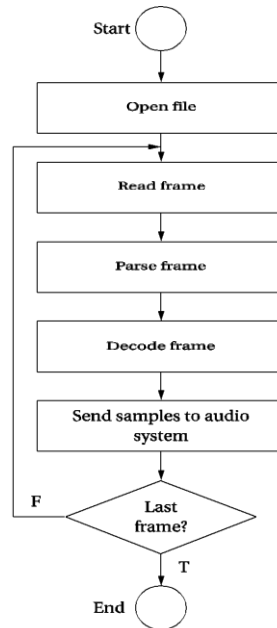 Start
Open file
Read frame
Parse frame
Decode frame
Send samples to audio
system
Last
frame?
F
T
End